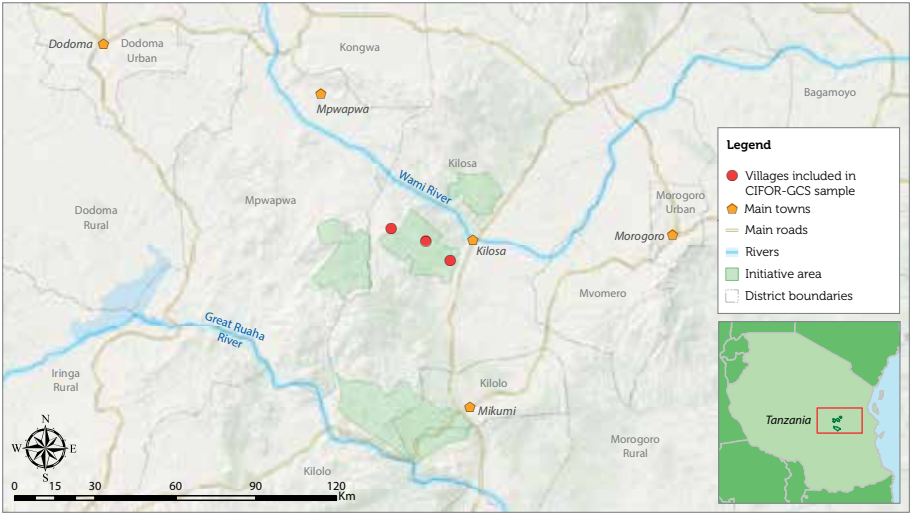 Dodoma
Dodoma
Urban
Kongwa
Mpwapwa
Bagamoyo
Kilosa
Wami River
Mpwapwa
Dodoma
Rural
Morogoro
Urban
Morogoro
Kilosa
Mvomero
Great Ruaha
River
Iringa
Rural
Kilolo
Mikumi
Morogoro
Rural
Kilolo
N
W
E
S
0 15 30 60 90 120
Km
Legend
Villages included in
CIFOR-GCS sample
Main towns
Main roads
Rivers
Initiative area
District boundaries
Tanzania